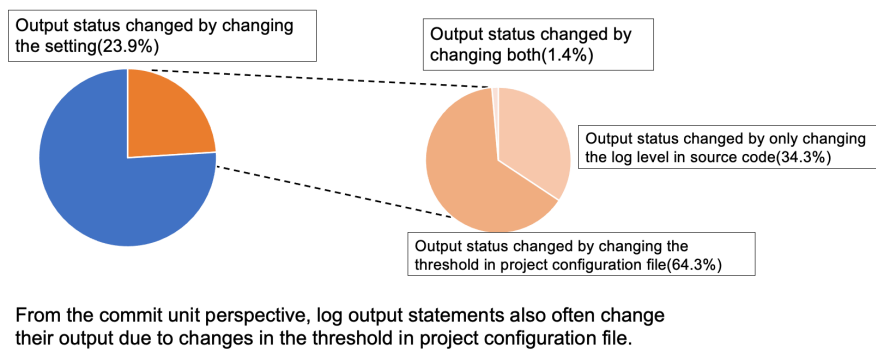 Output status changed by changing
the setting(23.9%)
Output status changed by
changing both(1.4%)
Output status changed by only changing
the log level in source code(34.3%)
Output status changed by changing the
threshold in project configuration file(64.3%)
From the commit unit perspective, log output statements also often change
their output due to changes in the threshold in project configuration file.